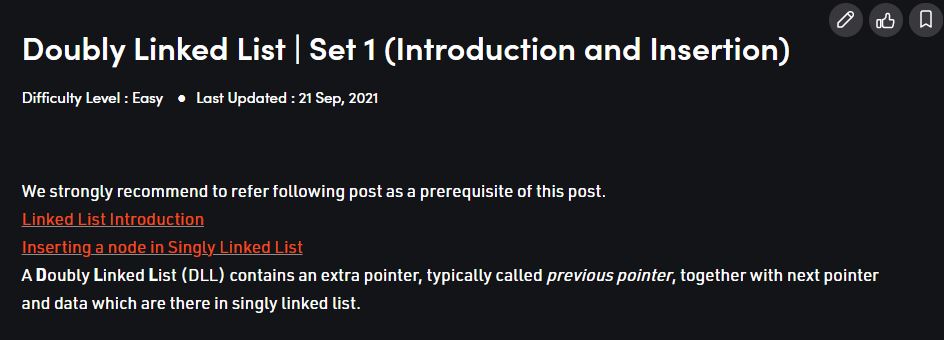 Doubly Linked List | Set 1 (Introduction and Insertion)
Difficulty Level : Easy ● Last Updated : 21 Sep, 2021
We strongly recommend to refer following post as a prerequisite of this post.
Linked List Introduction
Inserting a node in Singly Linked List
A Doubly Linked List (DLL) contains an extra pointer, typically called previous pointer, together with next pointer
and data which are there in singly linked list.